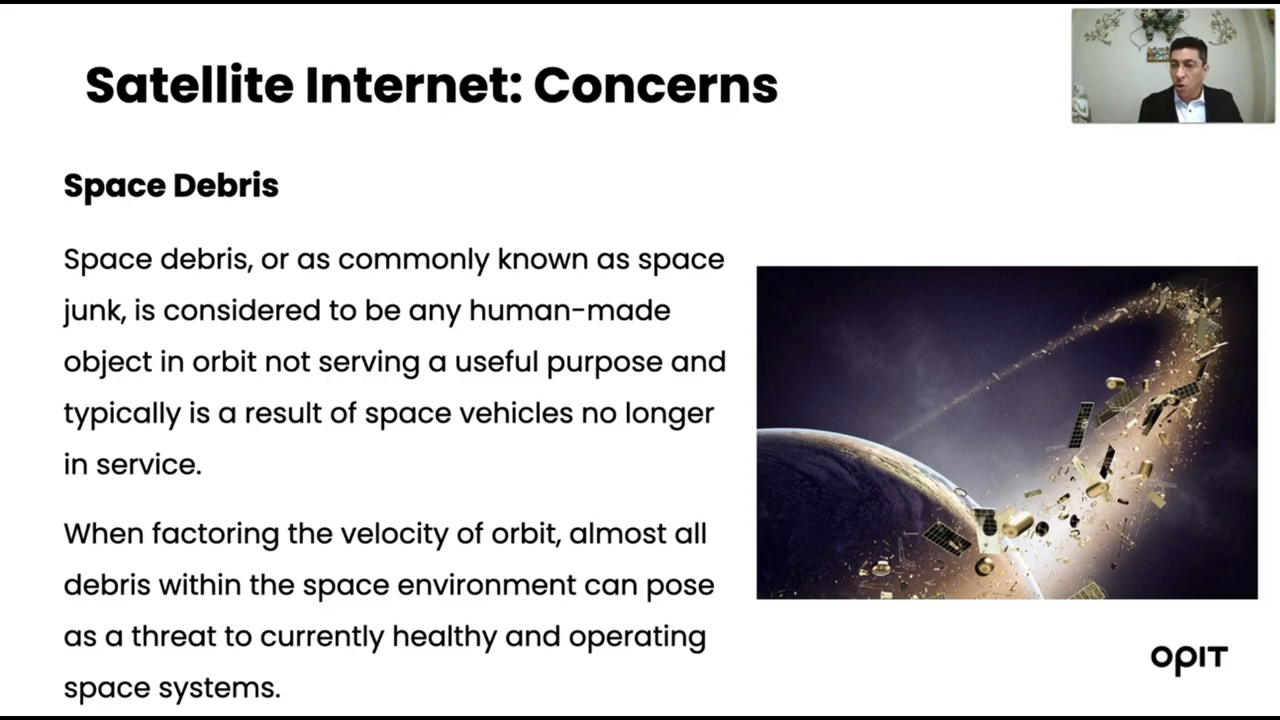 Satellite Internet: Concerns
Space Debris
Space debris, or as commonly known as space
junk, is considered to be any human-made
object in orbit not serving a useful purpose and
typically is a result of space vehicles no longer
in service.
When factoring the velocity of orbit, almost all
debris within the space environment can pose
as a threat to currently healthy and operating
space systems.
OPIT